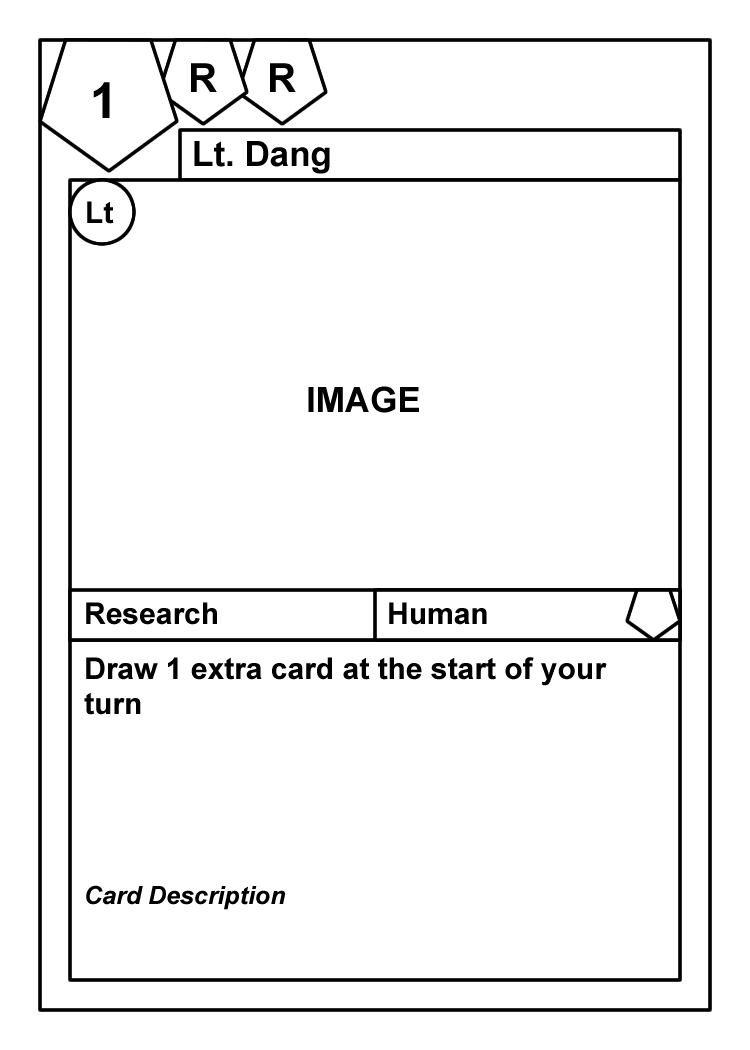 1 R R
Lt. Dang
Lt
IMAGE
Research Human
Draw 1 extra card at the start of your
turn
Card Description